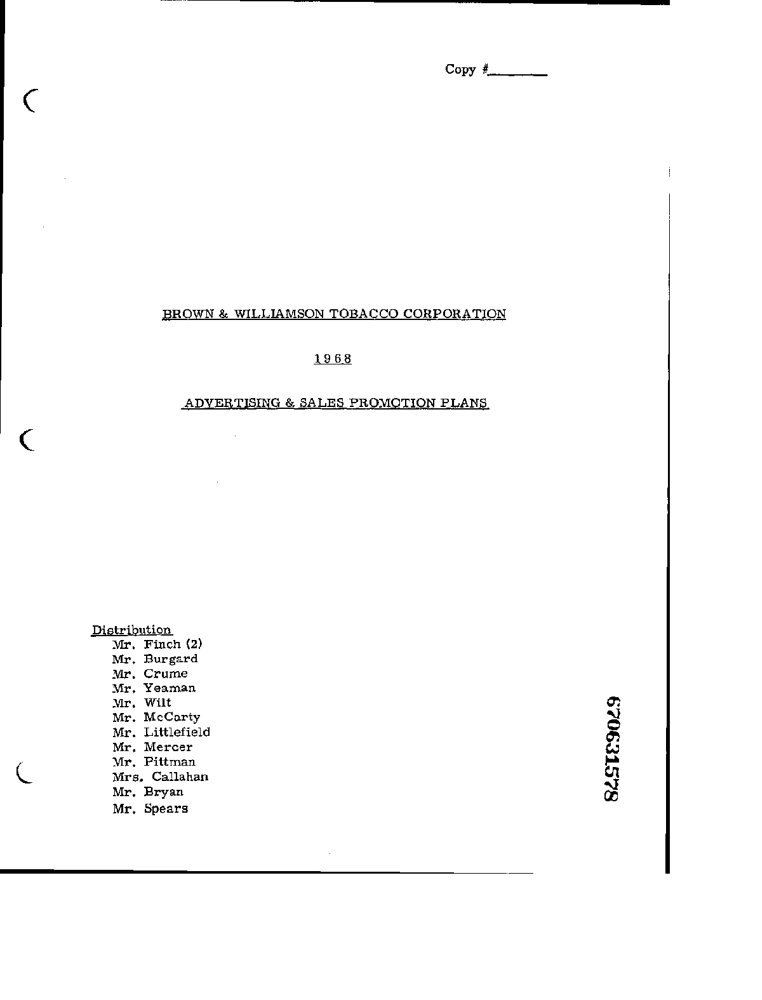 Copy #
BROWN & WILLIAMSON TOBACCO CORPORATION
1968
ADVERTISING & SALES PROMOTION PLANS
Distribution
Mr. Finch (2)
Mr. Burgard
Mr. Crume
Mr. Yeaman
Mr. Wilt
Mr. McCarty
Mr. Littlefield
Mr. Mercer
Mr. Pittman
Mrs. Callahan
Mr. Bryan
Mr. Spears
670631578